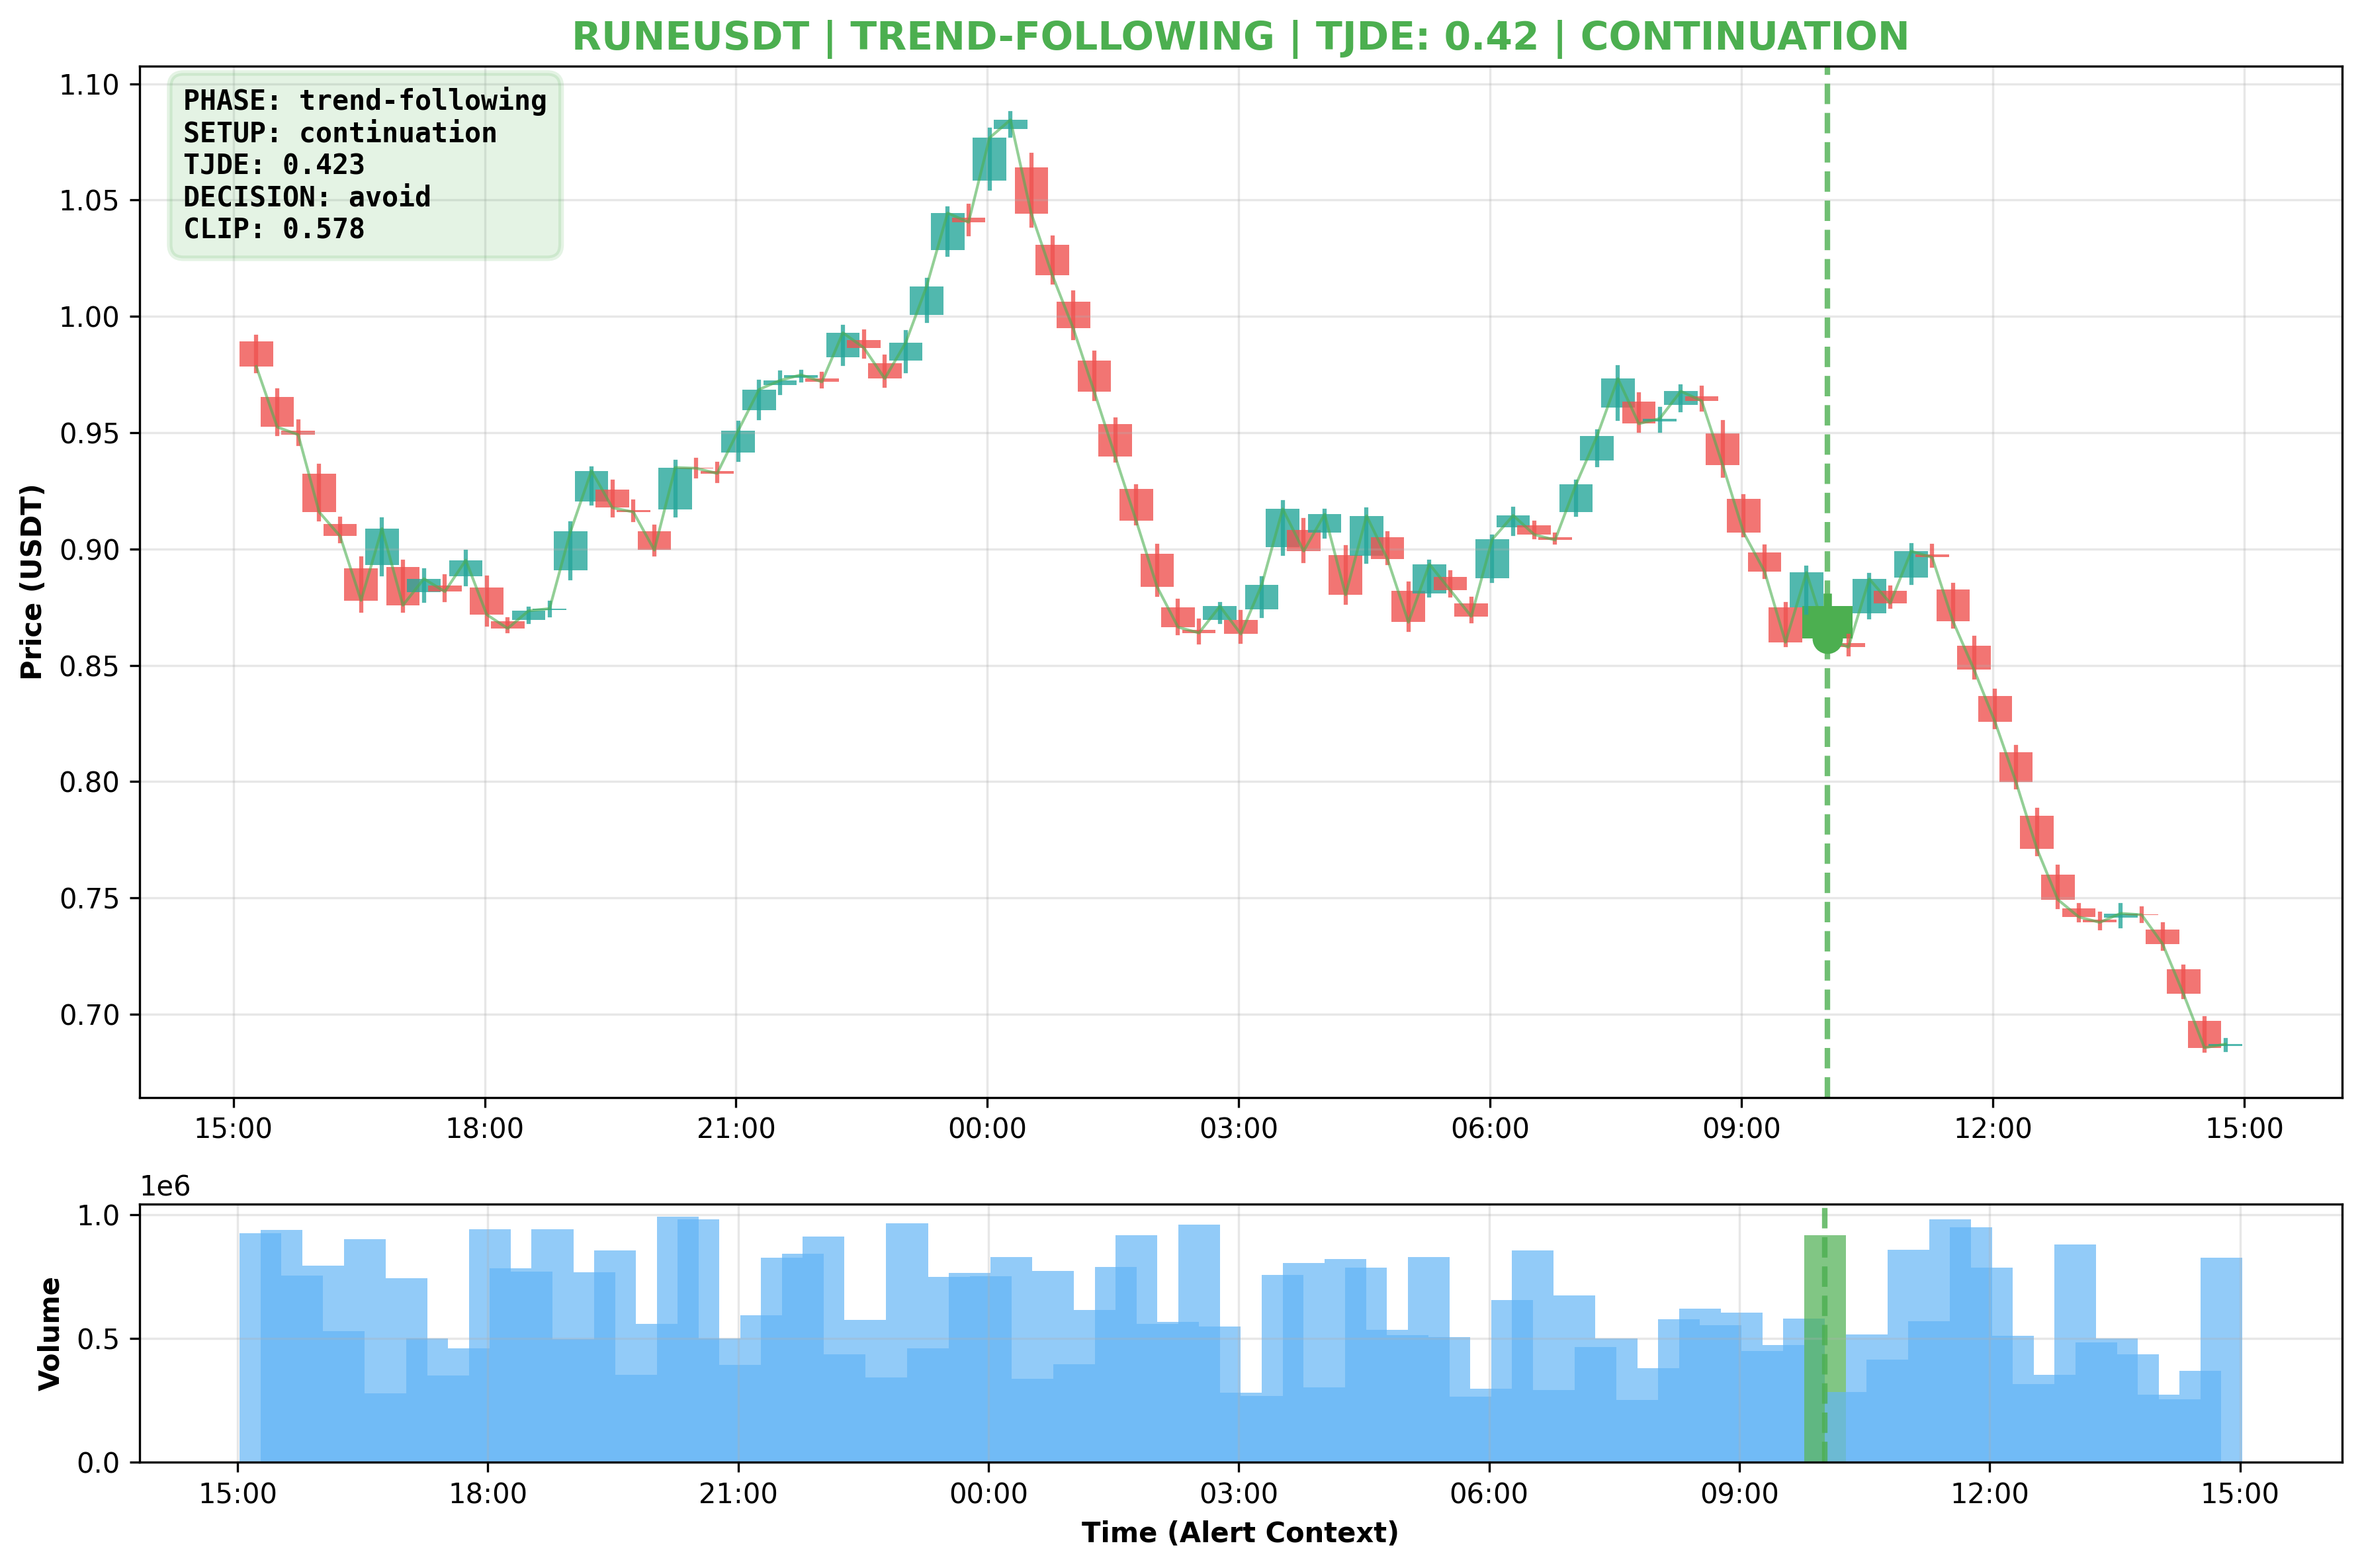 RUNEUSDT | TREND-FOLLOWING | TJDE: 0.42 | CONTINUATION
PHASE: trend-following
SETUP: continuation
TJDE: 0.423
DECISION: avoid
CLIP: 0.578
Price (USDT)
1.10
1.05
1.00
0.95
0.90
0.85
0.80
0.75
0.70
15:00 18:00 21:00 00:00 03:00 06:00 09:00 12:00 15:00
1e6
Volume
1.0
0.5
0.0
15:00 18:00 21:00 00:00 03:00 06:00 09:00 12:00 15:00
Time (Alert Context)